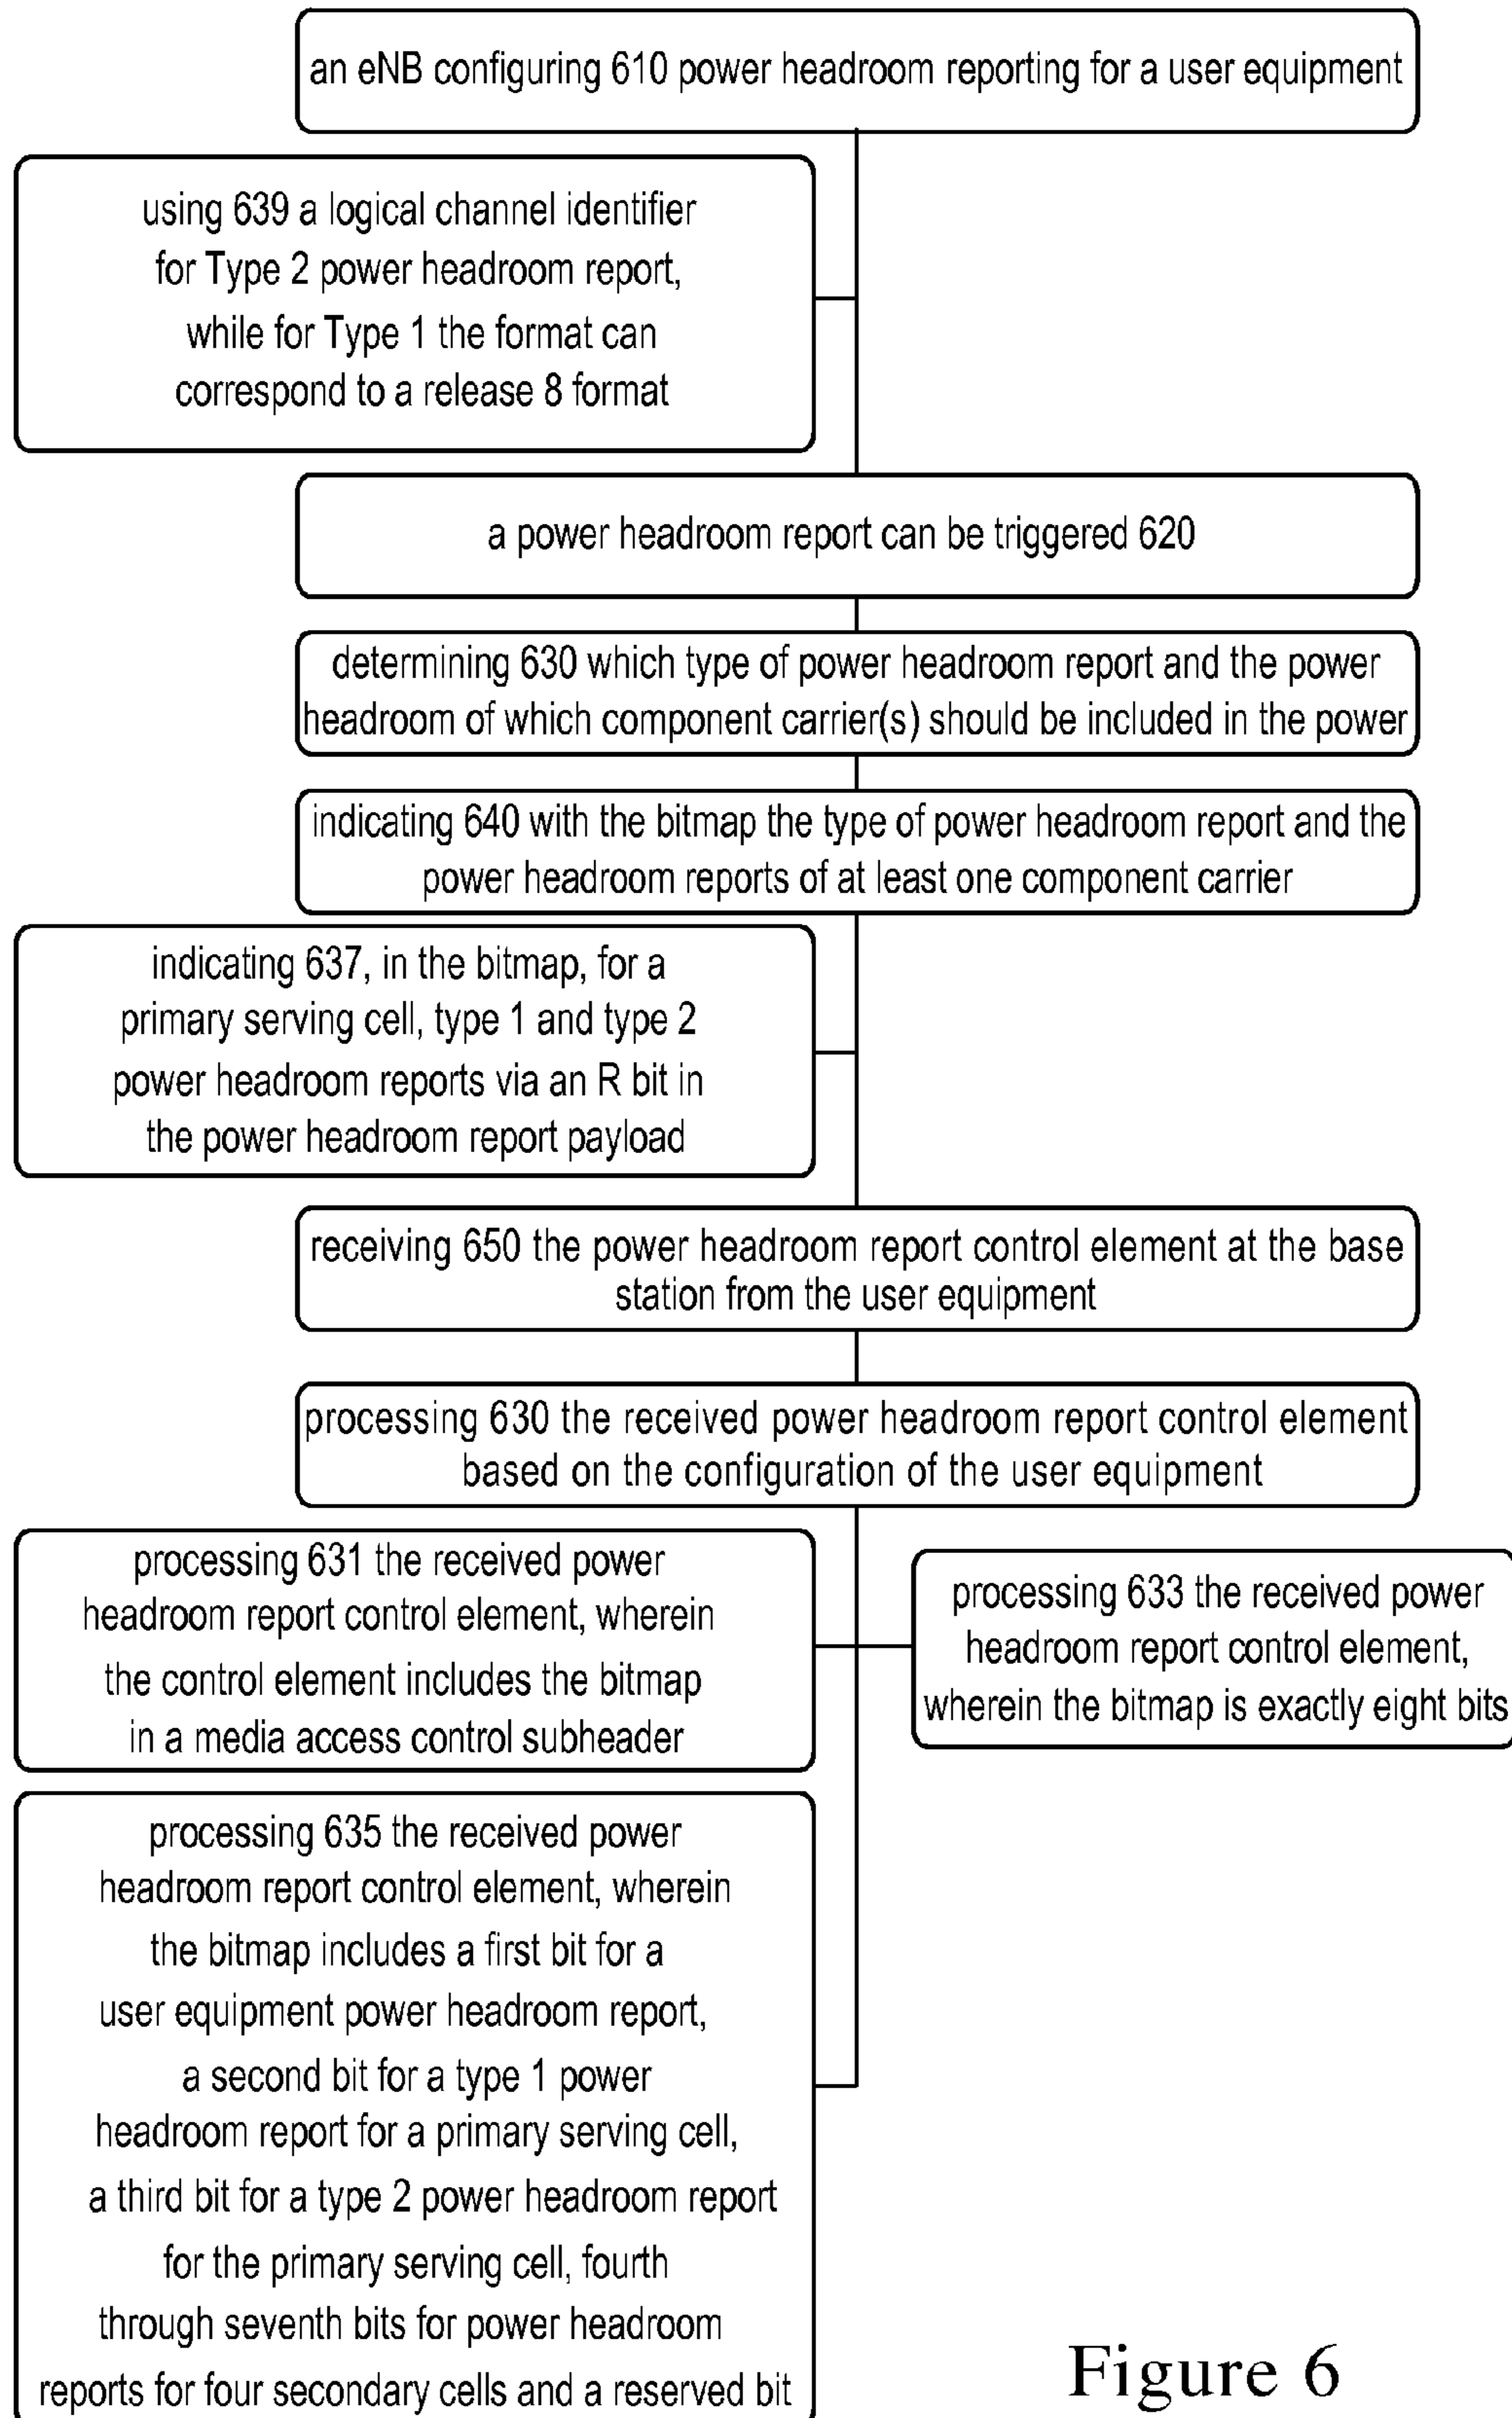 an eNB configuring 610 power headroom reporting for a user equipment
using 639 a logical channel identifier
for Type 2 power headroom report,
while for Type 1 the format can
correspond to a release 8 format
a power headroom report can be triggered 620
determining 630 which type of power headroom report and the power
headroom of which component carrier(s) should be included in the power
indicating 640 with the bitmap the type of power headroom report and the
power headroom reports of at least one component carrier
indicating 637, in the bitmap, for a
primary serving cell, type 1 and type 2
power headroom reports via an R bit in
the power headroom report payload
receiving 650 the power headroom report control element at the base
station from the user equipment
processing 630 the received power headroom report control element
based on the configuration of the user equipment
processing 631 the received power
headroom report control element, wherein
the control element includes the bitmap
in a media access control subheader
processing 633 the received power
headroom report control element,
wherein the bitmap is exactly eight bits
processing 635 the received power
headroom report control element, wherein
the bitmap includes a first bit for a
user equipment power headroom report,
a second bit for a type 1 power
headroom report for a primary serving cell,
a third bit for a type 2 power headroom report
for the primary serving cell, fourth
through seventh bits for power headroom
reports for four secondary cells and a reserved bit
Figure 6